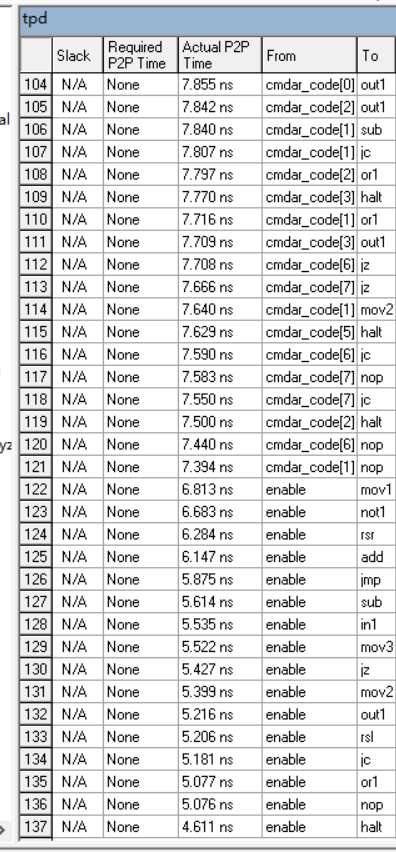 tpd
Slack Required P2P Time Actual P2P Time From To
104 N/A None 7.855 ns cmdar_code[0] out1
105 N/A None 7.842 ns cmdar_code[2] out1
106 N/A None 7.840 ns cmdar_code[1] sub
107 N/A None 7.807 ns cmdar_code[1] jc
108 N/A None 7.797 ns cmdar_code[2] or1
109 N/A None 7.770 ns cmdar_code[3] halt
110 N/A None 7.716 ns cmdar_code[1] or1
111 N/A None 7.709 ns cmdar_code[3] out1
112 N/A None 7.708 ns cmdar_code[6] jz
113 N/A None 7.666 ns cmdar_code[7] jz
114 N/A None 7.640 ns cmdar_code[1] mov2
115 N/A None 7.629 ns cmdar_code[5] halt
116 N/A None 7.590 ns cmdar_code[6] jc
117 N/A None 7.583 ns cmdar_code[7] nop
118 N/A None 7.550 ns cmdar_code[7] jc
119 N/A None 7.500 ns cmdar_code[2] halt
120 N/A None 7.440 ns cmdar_code[6] nop
121 N/A None 7.394 ns cmdar_code[1] nop
122 N/A None 6.813 ns enable mov1
123 N/A None 6.683 ns enable not1
124 N/A None 6.284 ns enable rsr
125 N/A None 6.147 ns enable add
126 N/A None 5.875 ns enable jmp
127 N/A None 5.614 ns enable sub
128 N/A None 5.535 ns enable in1
129 N/A None 5.522 ns enable mov3
130 N/A None 5.427 ns enable jz
131 N/A None 5.399 ns enable mov2
132 N/A None 5.216 ns enable out1
133 N/A None 5.206 ns enable rsl
134 N/A None 5.181 ns enable jc
135 N/A None 5.077 ns enable or1
136 N/A None 5.076 ns enable nop
137 N/A None 4.611 ns enable halt